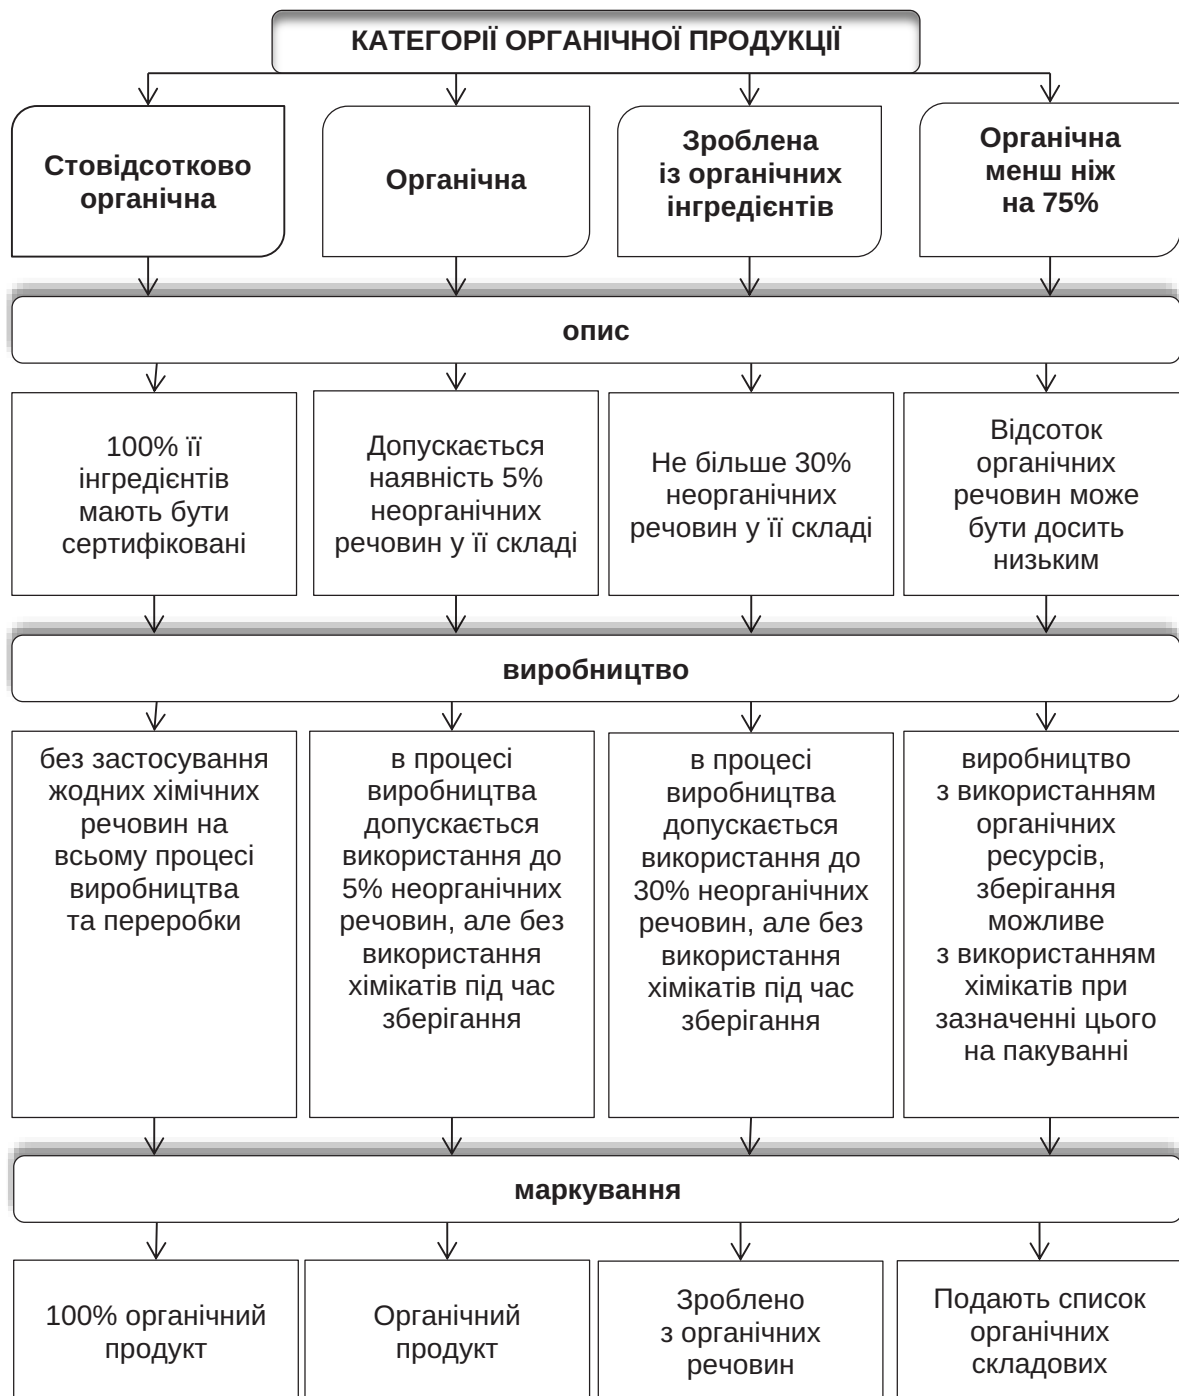 КАТЕГОРІЇ ОРГАНІЧНОЇ ПРОДУКЦІЇ
Стовідсотково
органічна
Органічна
Зроблена
із органічних
інгредієнтів
Органічна
менш ніж
на 75%
опис
100% її
інгредієнтів
мають бути
сертифіковані
Допускається
наявність 5%
неорганічних
речовин у її складі
Не більше 30%
неорганічних
речовин у її складі
Відсоток
органічних
речовин може
бути досить
низьким
виробництво
без застосування
жодних хімічних
речовин на
всьому процесі
виробництва
та переробки
в процесі
виробництва
допускається
використання до
5% неорганічних
речовин, але без
використання
хімікатів під час
зберігання
в процесі
виробництва
допускається
використання до
30% неорганічних
речовин, але без
використання
хімікатів під час
зберігання
виробництво
з використанням
органічних
ресурсів,
зберігання
можливе
з використанням
хімікатів при
зазначенні цього
на пакуванні
маркування
100% органічний
продукт
Органічний
продукт
Зроблено
з органічних
речовин
Подають список
органічних
складових